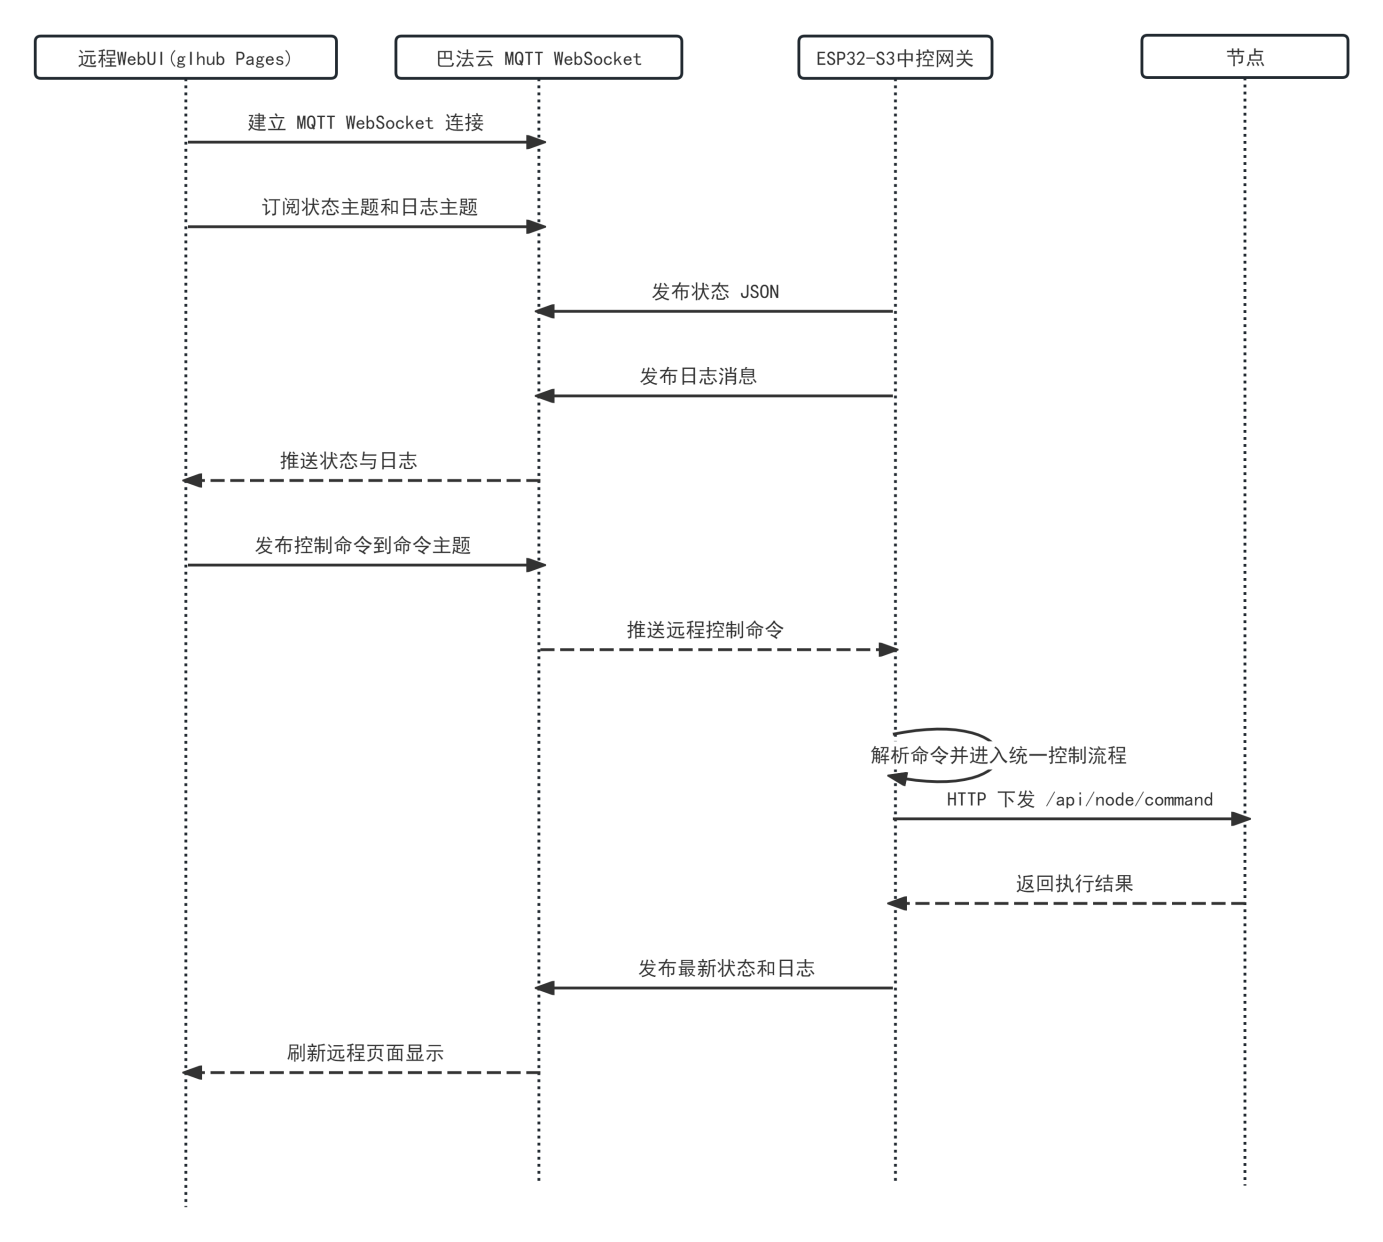 远程WebUI(gIhub Pages)
巴法云 MQTT WebSocket
ESP32-S3中控网关
节点
建立 MQTT WebSocket 连接
订阅状态主题和日志主题
发布状态 JSON
发布日志消息
推送状态与日志
发布控制命令到命令主题
推送远程控制命令
解析命令并进入统一控制流程
HTTP 下发 /api/node/command
返回执行结果
发布最新状态和日志
刷新远程页面显示